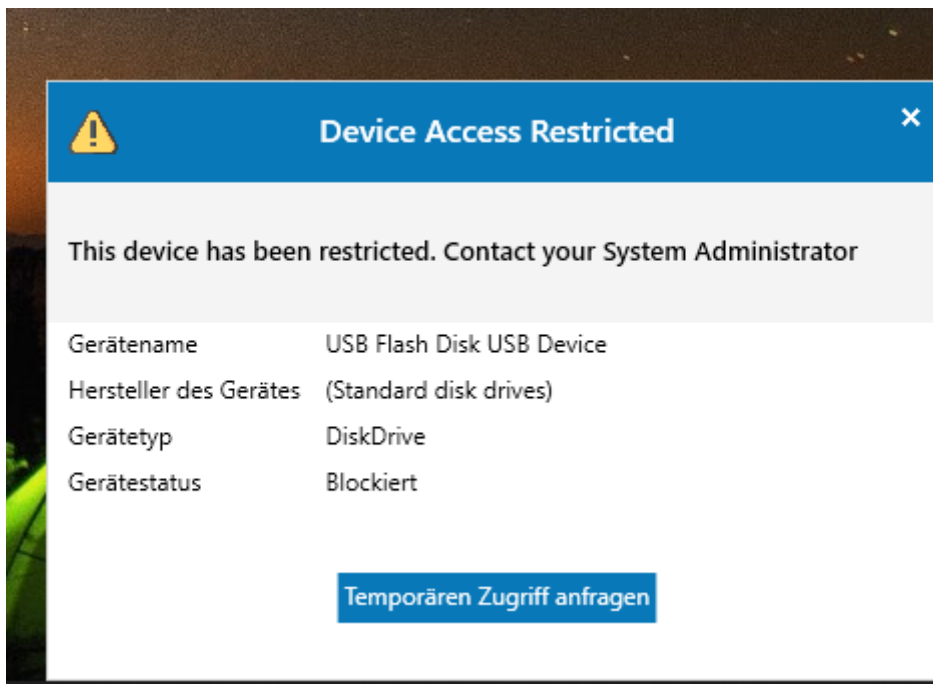 Device Access Restricted
This device has been restricted. Contact your System Administrator
Gerätename USB Flash Disk USB Device
Hersteller des Gerätes (Standard disk drives)
Gerätetyp DiskDrive
Gerätestatus Blockiert
Temporären Zugriff anfragen